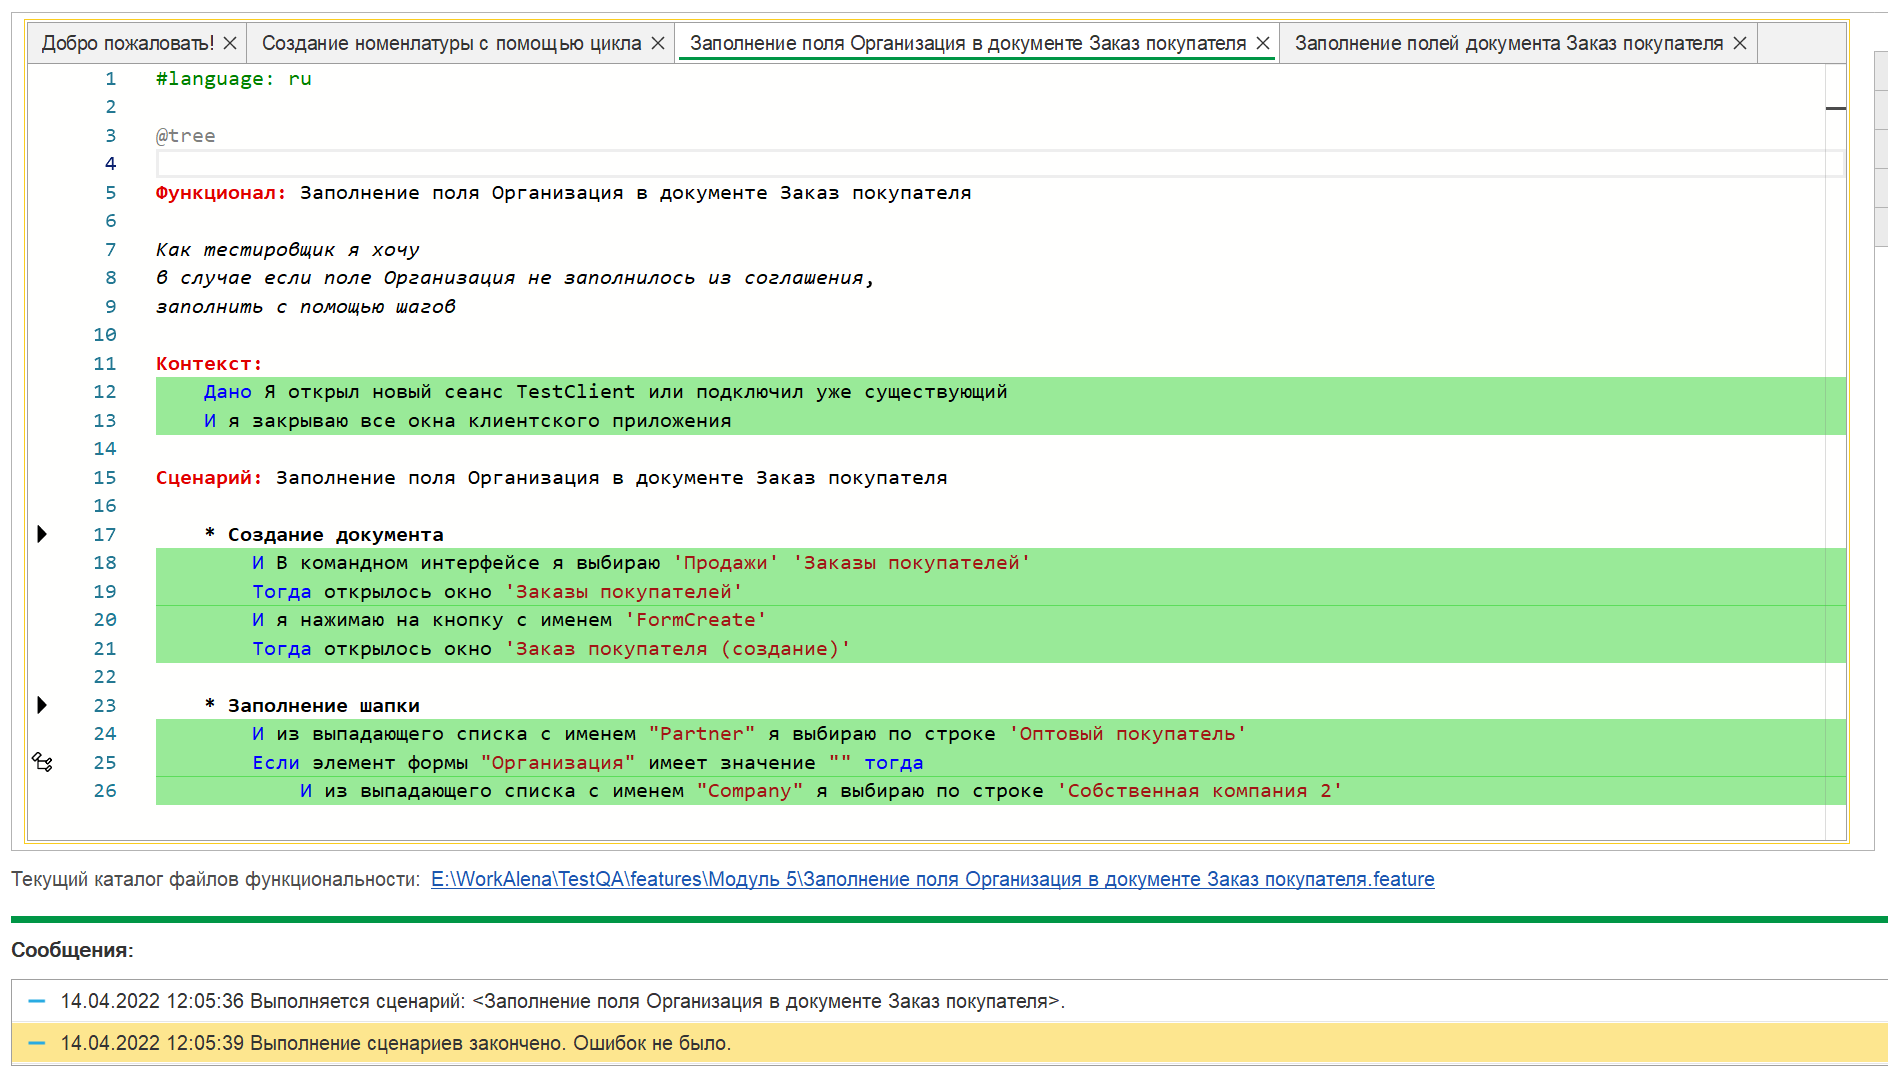 Добро пожаловать! Создание номенлатуры с помощью цикла Заполнение поля Организация в документе Заказ покупателя Заполнение полей документа Заказ покупателя
1 #language: ru
2
3 @tree
4
5 Функционал: Заполнение поля Организация в документе Заказ покупателя
6
7 Как тестировщик я хочу
8 в случае если поле Организация не заполнилось из соглашения,
9 заполнить с помощью шагов
10
11 Контекст:
12 Дано Я открыл новый сеанс TestClient или подключил уже существующий
13 И я закрываю все окна клиентского приложения
14
15 Сценарий: Заполнение поля Организация в документе Заказ покупателя
16
17 * Создание документа
18 И В командном интерфейсе я выбираю 'Продажи' 'Заказы покупателей'
19 Тогда открылось окно 'Заказы покупателей'
20 И я нажимаю на кнопку с именем 'FormCreate'
21 Тогда открылось окно 'Заказ покупателя (создание)'
22
23 * Заполнение шапки
24 И из выпадающего списка с именем "Partner" я выбираю по строке 'Оптовый покупатель'
25 Если элемент формы "Организация" имеет значение "" тогда
26 И из выпадающего списка с именем "Company" я выбираю по строке 'Собственная компания 2'
Текущий каталог файлов функциональности: E:\WorkAlena\TestQA\features\Модуль 5\Заполнение поля Организация в документе Заказ покупателя.feature
Сообщения:
14.04.2022 12:05:36 Выполняется сценарий: <Заполнение поля Организация в документе Заказ покупателя>.
14.04.2022 12:05:39 Выполнение сценариев закончено. Ошибок не было.